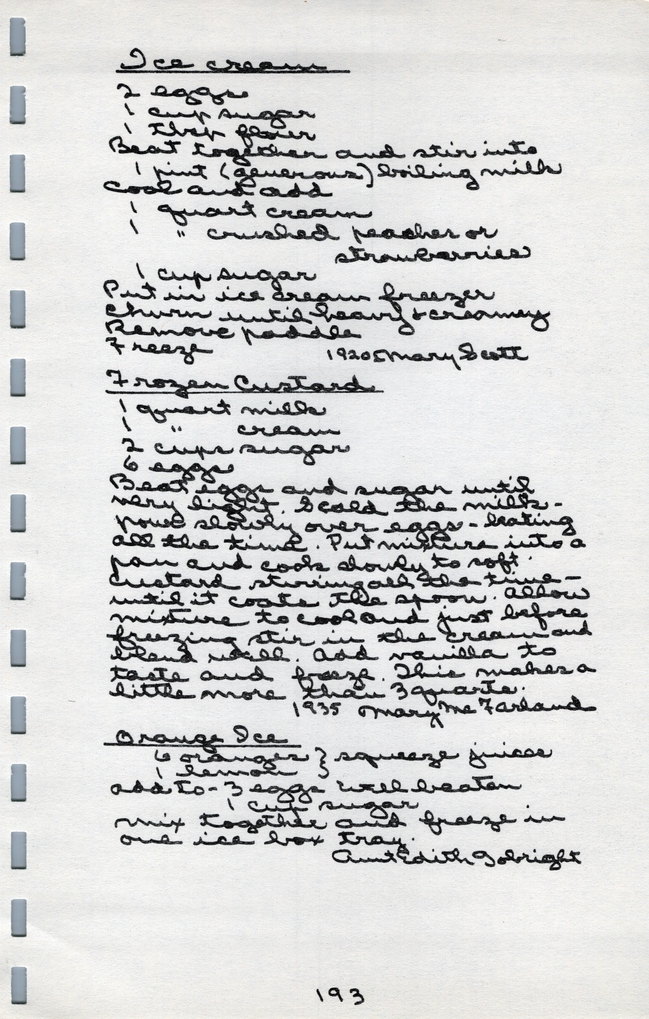 Ice cream
2 eggs
1 cup sugar
1 tbsp flour
Beat together and stir into
1 pint (generous) boiling milk
Cool and add
1 quart cream
1 " crushed peaches or
strawberries
1 cup sugar
Put in ice cream freezer
churn until heavy & creamey
Remove paddle
Freeze 1920s Mary Scott
Frozen Custard
1 quart milk
1 " cream
2 cups sugar
6 eggs
Beat eggs and sugar until
very light. Scald the milk -
pour slowly over eggs - beating
all the time. Put mixture into a
pan and cook slowly to soft
custard stiring all the time -
until it coats the spoon. Allow
mixture to cool and just before
freezing stir in the cream and
blend well. Add vanilla to
taste and freeze. This makes a
little more than 3 quarts.
1935 Mary McFarland
Orange Ice
6 oranges } squeeze juices
1 lemon }
add to - 3 eggs well beaten
1 cup sugar
mix together and freeze in
one ice box tray.
Aunt Edith Gobright
193